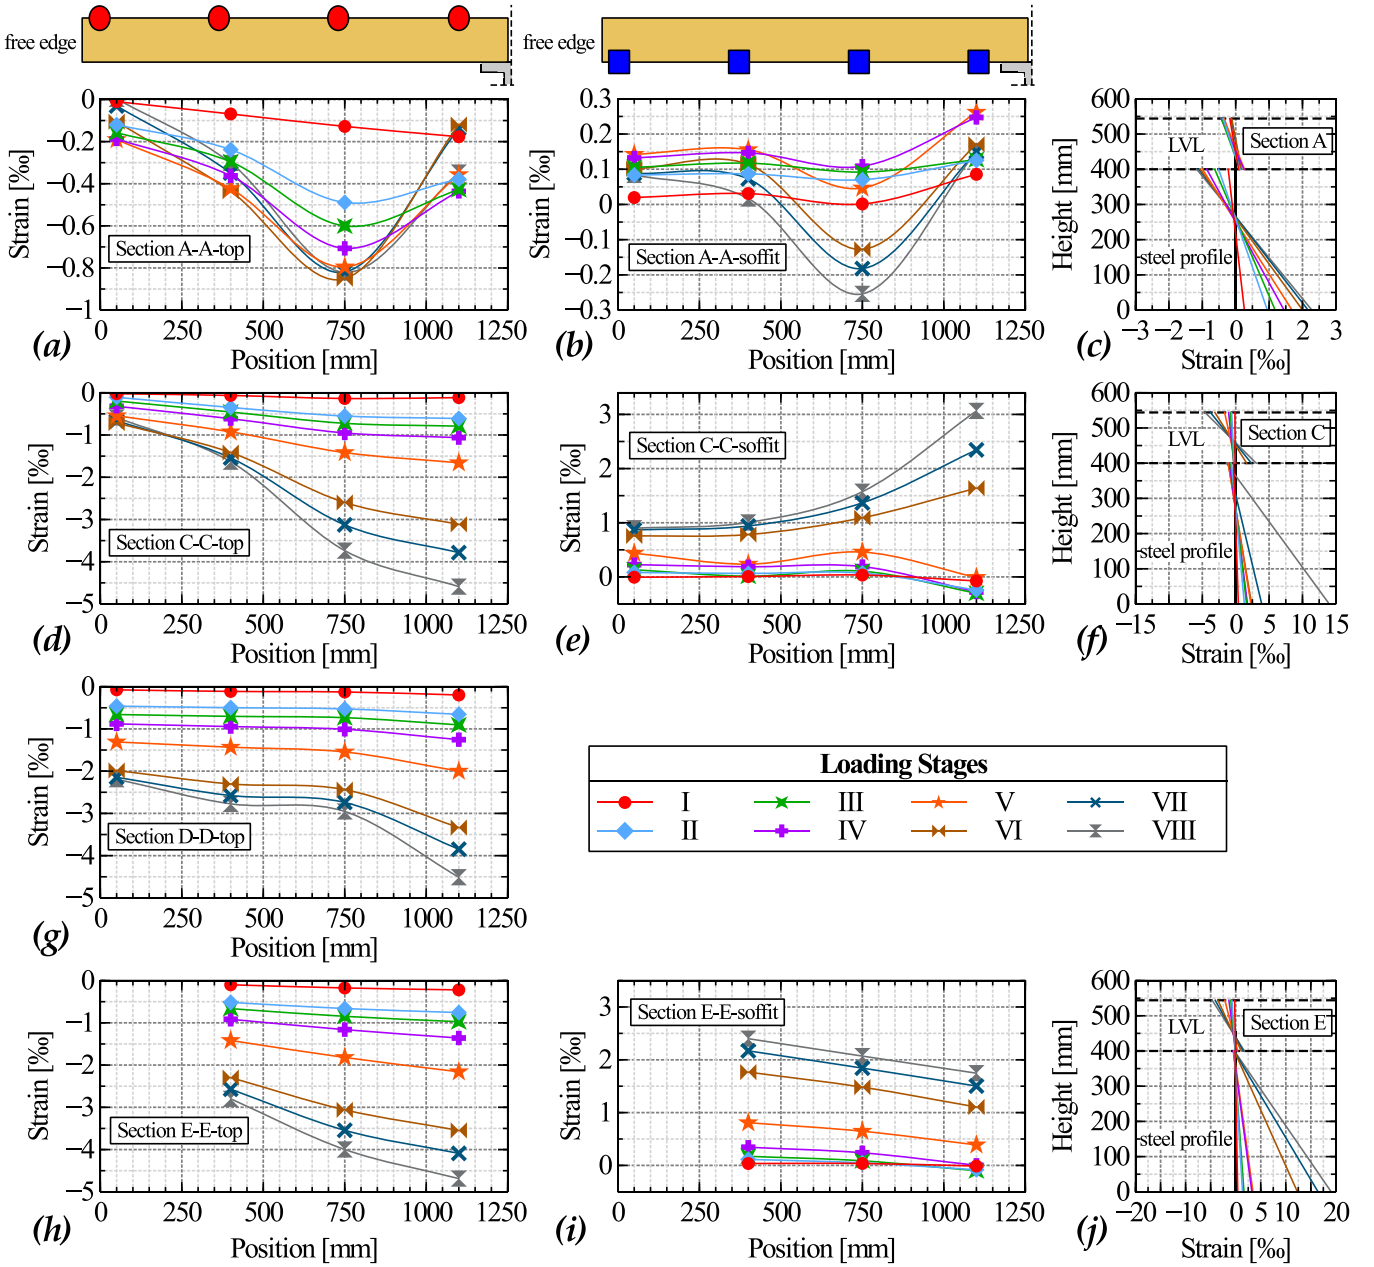 free edge
free edge
0
−0.2
−0.4
−0.6
−0.8
−1
Strain [‰]
Section A-A-top
0 250 500 750 1000 1250
Position [mm]
(a)
0.3
0.2
0.1
0
−0.1
−0.2
−0.3
Strain [‰]
Section A-A-soffit
0 250 500 750 1000 1250
Position [mm]
(b)
600
500
400
300
200
100
0
Height [mm]
LVL
Section A
steel profile
−3 −2 −1 0 1 2 3
Strain [‰]
(c)
0
−1
−2
−3
−4
−5
Strain [‰]
Section C-C-top
0 250 500 750 1000 1250
Position [mm]
(d)
3
2
1
0
Strain [‰]
Section C-C-soffit
0 250 500 750 1000 1250
Position [mm]
(e)
600
500
400
300
200
100
0
Height [mm]
LVL
Section C
steel profile
−15 −5 0 5 10 15
Strain [‰]
(f)
0
−1
−2
−3
−4
−5
Strain [‰]
Section D-D-top
0 250 500 750 1000 1250
Position [mm]
(g)
Loading Stages
I III V VII
II IV VI VIII
0
−1
−2
−3
−4
−5
Strain [‰]
Section E-E-top
0 250 500 750 1000 1250
Position [mm]
(h)
3
2
1
0
Strain [‰]
Section E-E-soffit
0 250 500 750 1000 1250
Position [mm]
(i)
600
500
400
300
200
100
0
Height [mm]
LVL
Section E
steel profile
−20 −10 0 5 10 20
Strain [‰]
(j)